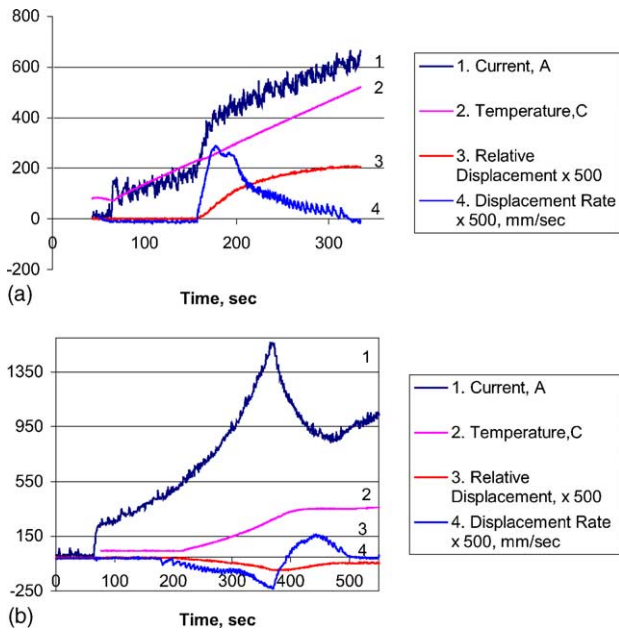 800
600
400
200
0
-200
0
100
200
300
1
2
3
4
Time, sec
(a)
1. Current, A
2. Temperature,C
3. Relative
Displacement x 500
4. Displacement Rate
x 500, mm/sec
1350
950
550
150
-250
0
100
200
300
400
500
1
2
3
4
Time, sec
(b)
1. Current, A
2. Temperature,C
3. Relative
Displacement, x 500
4. Displacement Rate
x 500, mm/sec